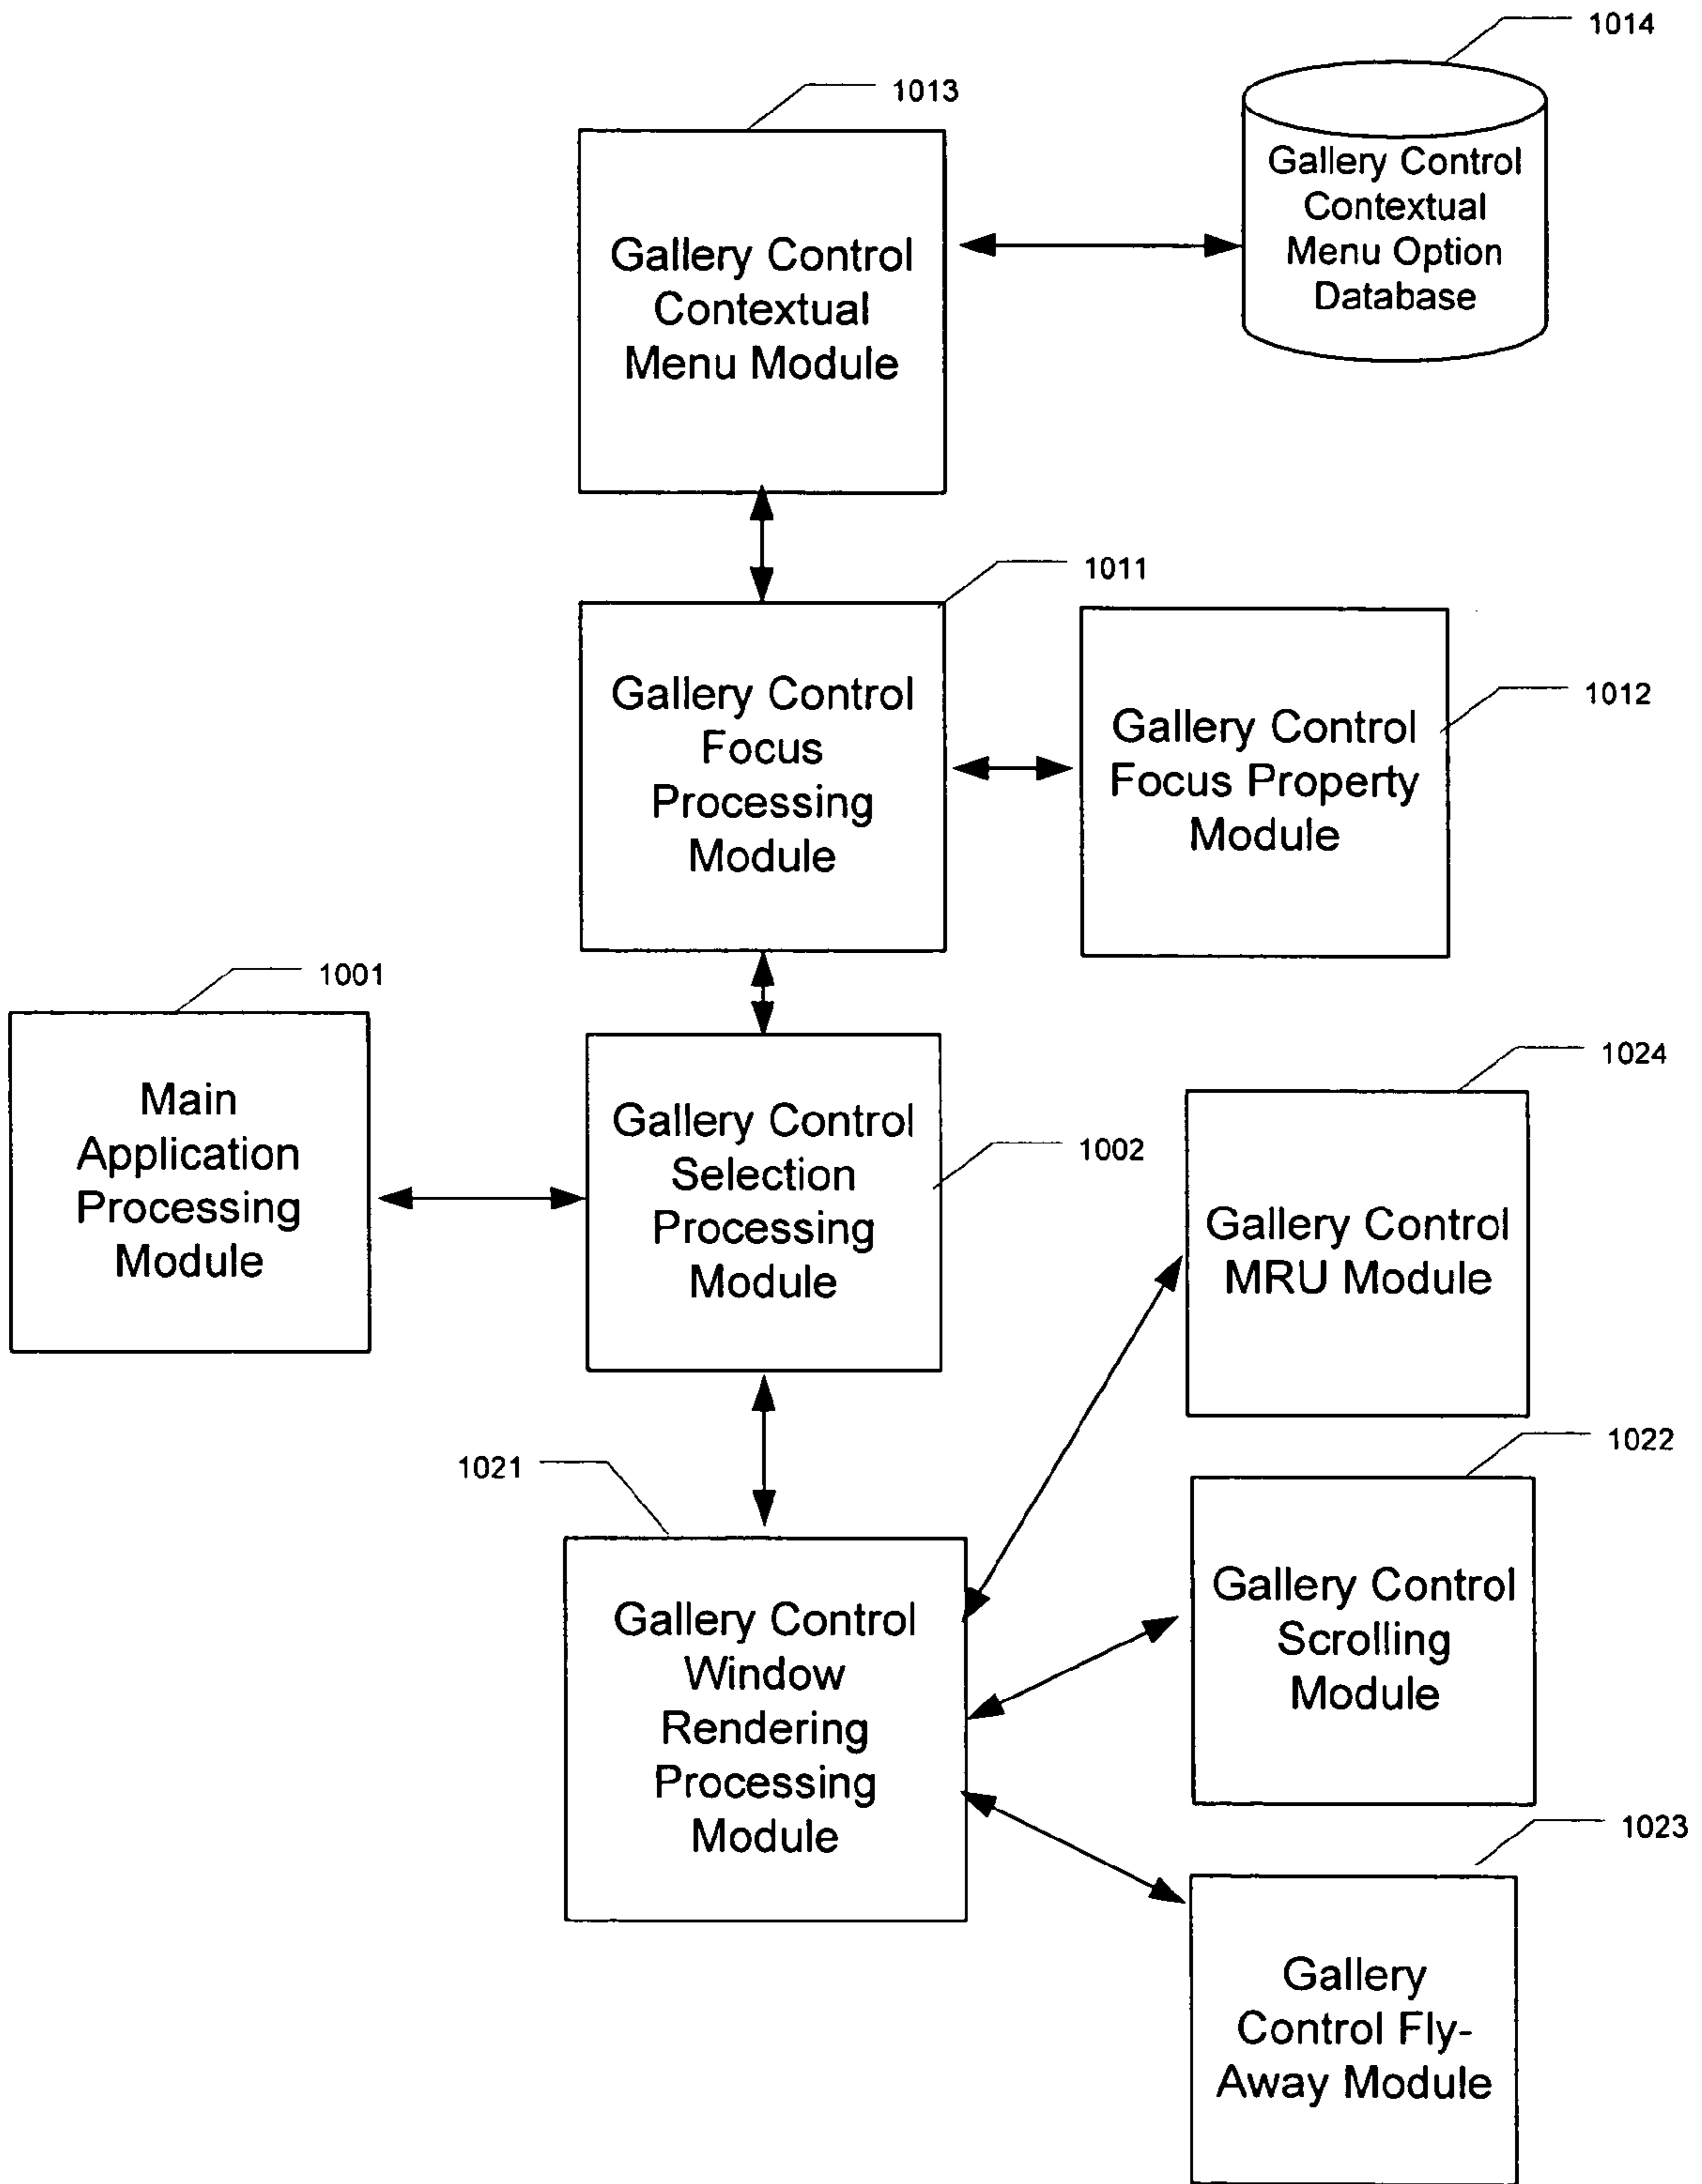 1014
1013
Gallery Control
Contextual
Menu Option
Database
Gallery Control
Contextual
Menu Module
1011
Gallery Control
Focus
Processing
Module
1012
Gallery Control
Focus Property
Module
1001
Main
Application
Processing
Module
Gallery Control
Selection
Processing
Module
1002
1024
Gallery Control
MRU Module
1021
Gallery Control
Window
Rendering
Processing
Module
1022
Gallery Control
Scrolling
Module
1023
Gallery
Control Fly-
Away Module